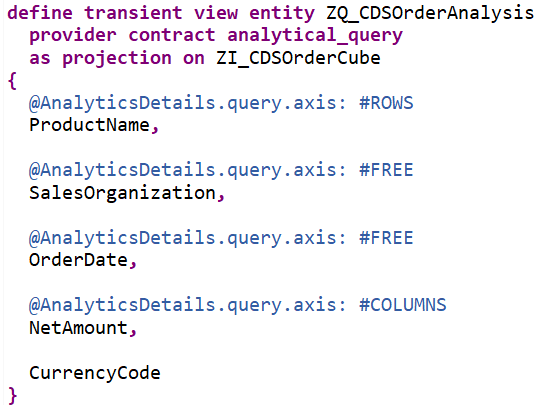 define transient view entity ZQ_CDSOrderAnalysis
provider contract analytical_query
as projection on ZI_CDSOrderCube
{
@AnalyticsDetails.query.axis: #ROWS
ProductName,
@AnalyticsDetails.query.axis: #FREE
SalesOrganization,
@AnalyticsDetails.query.axis: #FREE
OrderDate,
@AnalyticsDetails.query.axis: #COLUMNS
NetAmount,
CurrencyCode
}